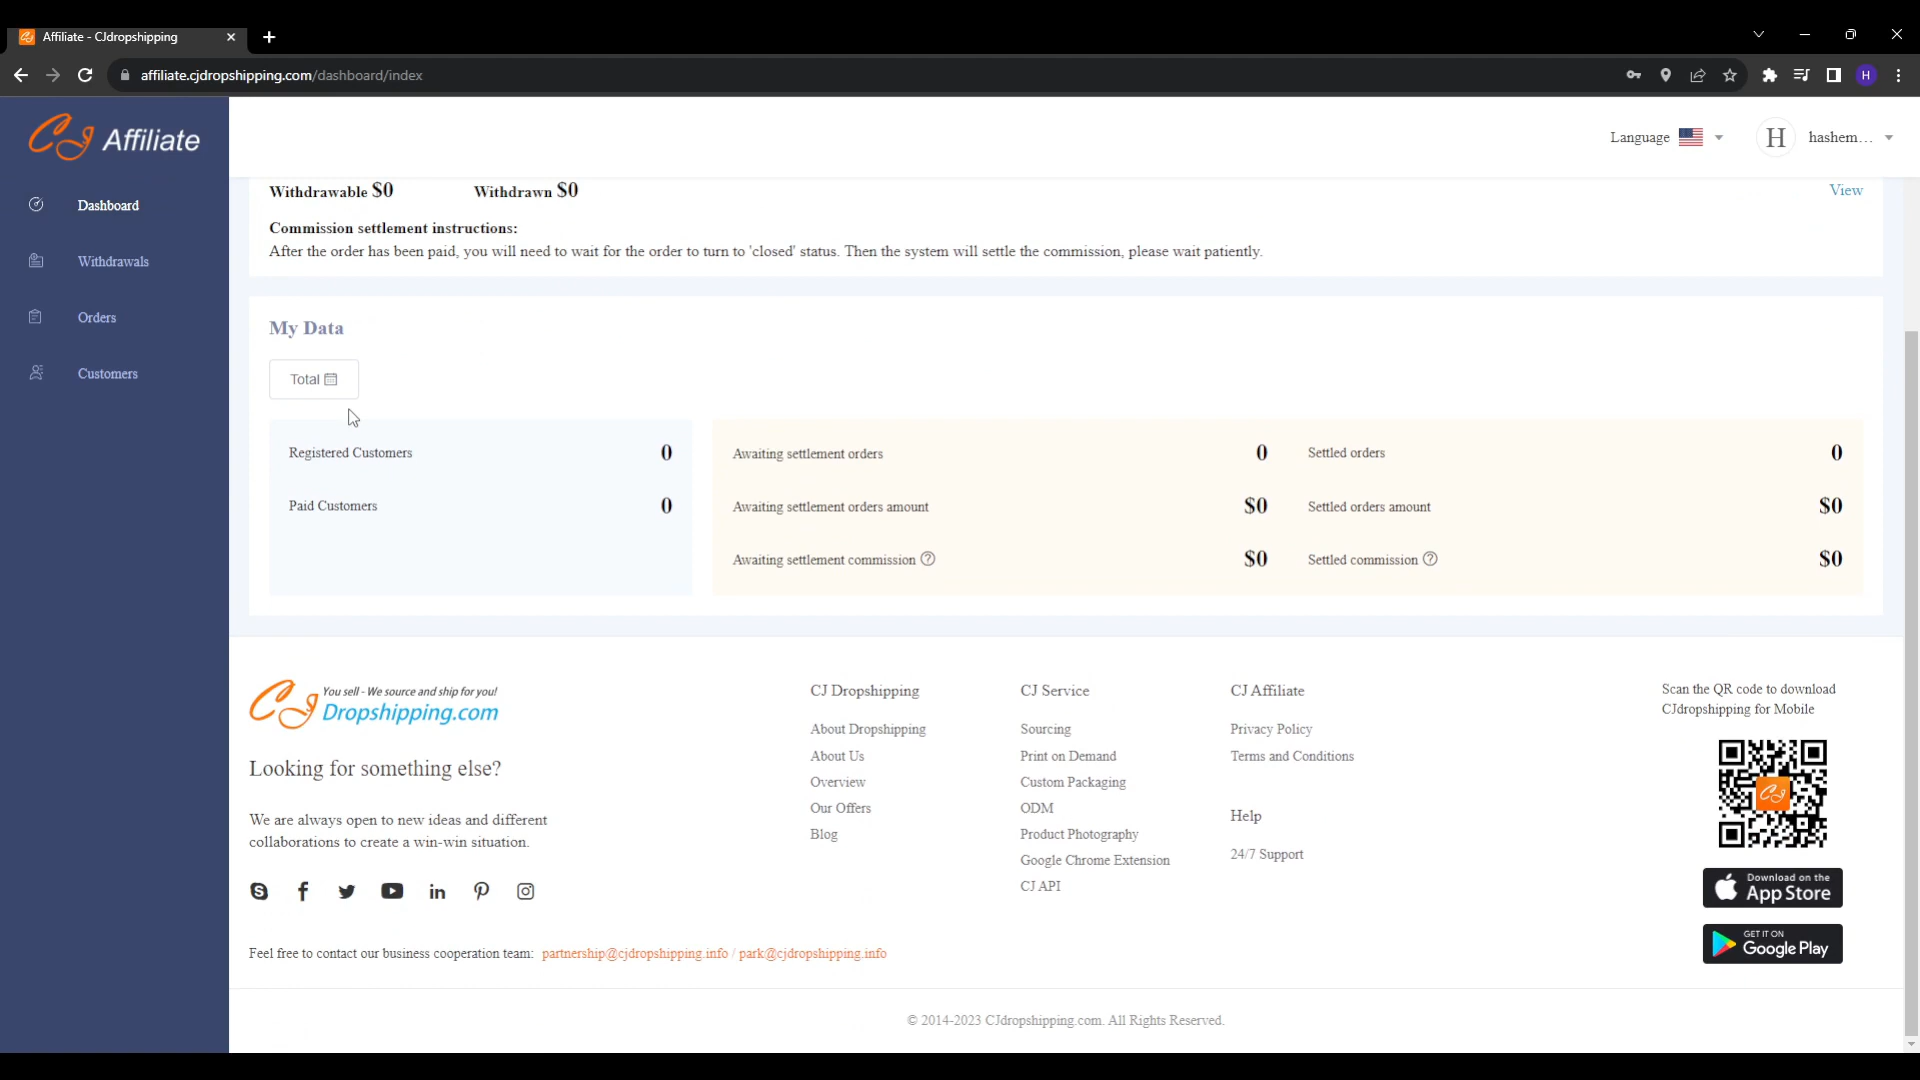 Affiliate - CJdropshipping
affiliate.cjdropshipping.com/dashboard/index
H
CJ Affiliate
Language
H
hashem...
Dashboard
Withdrawals
Orders
Customers
Withdrawable $0
Withdrawn $0
View
Commission settlement instructions:
After the order has been paid, you will need to wait for the order to turn to 'closed' status. Then the system will settle the commission, please wait patiently.
My Data
Total
Registered Customers 0
Paid Customers 0
Awaiting settlement orders 0
Settled orders 0
Awaiting settlement orders amount $0
Settled orders amount $0
Awaiting settlement commission ? $0
Settled commission ? $0
CJ
You sell - We source and ship for you!
Dropshipping.com
Looking for something else?
We are always open to new ideas and different
collaborations to create a win-win situation.
Feel free to contact our business cooperation team: partnership@cjdropshipping.info / park@cjdropshipping.info
CJ Dropshipping
About Dropshipping
About Us
Overview
Our Offers
Blog
CJ Service
Sourcing
Print on Demand
Custom Packaging
ODM
Product Photography
Google Chrome Extension
CJ API
CJ Affiliate
Privacy Policy
Terms and Conditions
Help
24/7 Support
Scan the QR code to download
CJdropshipping for Mobile
CJ
Download on the
App Store
GET IT ON
Google Play
© 2014-2023 CJdropshipping.com. All Rights Reserved.